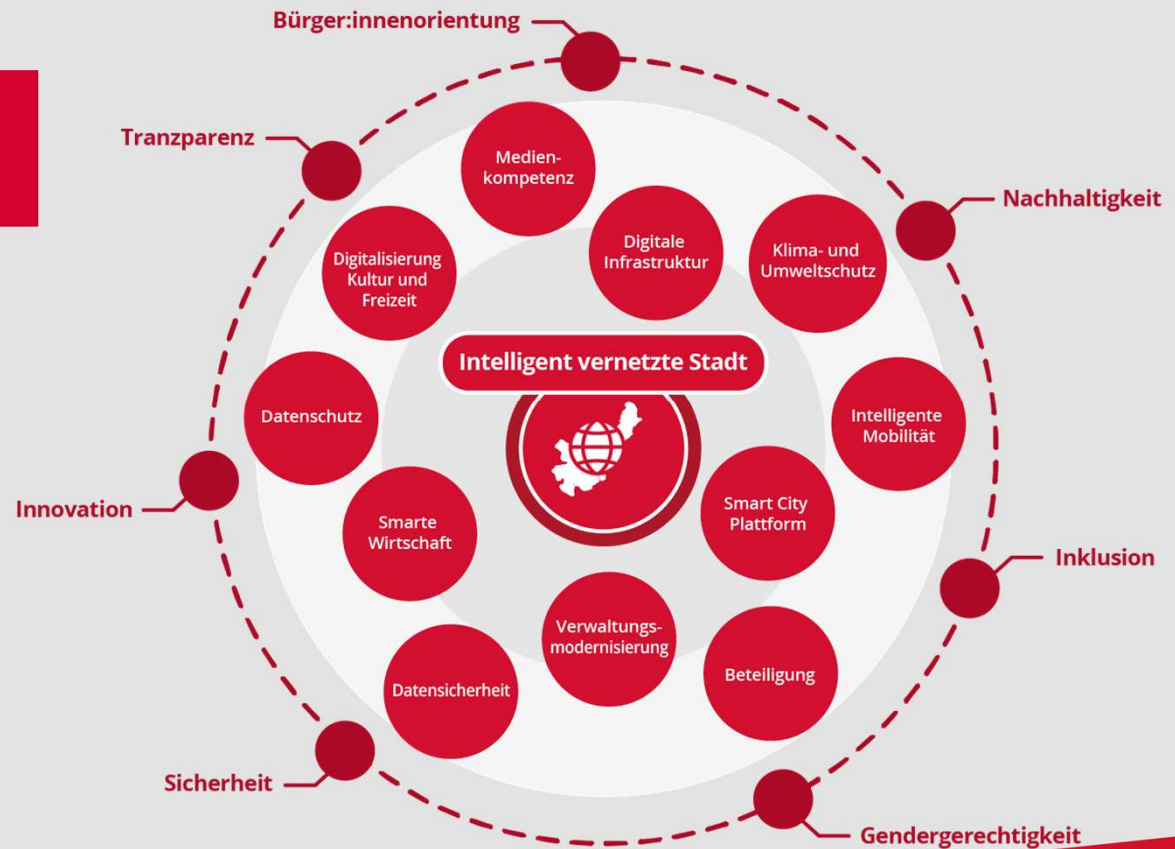 Bürger:innenorientung
Tranzparenz
Medien-
kompetenz
Nachhaltigkeit
Digitale
Infrastruktur
Klima- und
Umweltschutz
Digitalisierung
Kultur und
Freizeit
Intelligent vernetzte Stadt
Datenschutz
Intelligente
Mobilität
Innovation
Smarte
Wirtschaft
Smart City
Plattform
Inklusion
Verwaltungs-
modernisierung
Beteiligung
Datensicherheit
Sicherheit
Gendergerechtigkeit